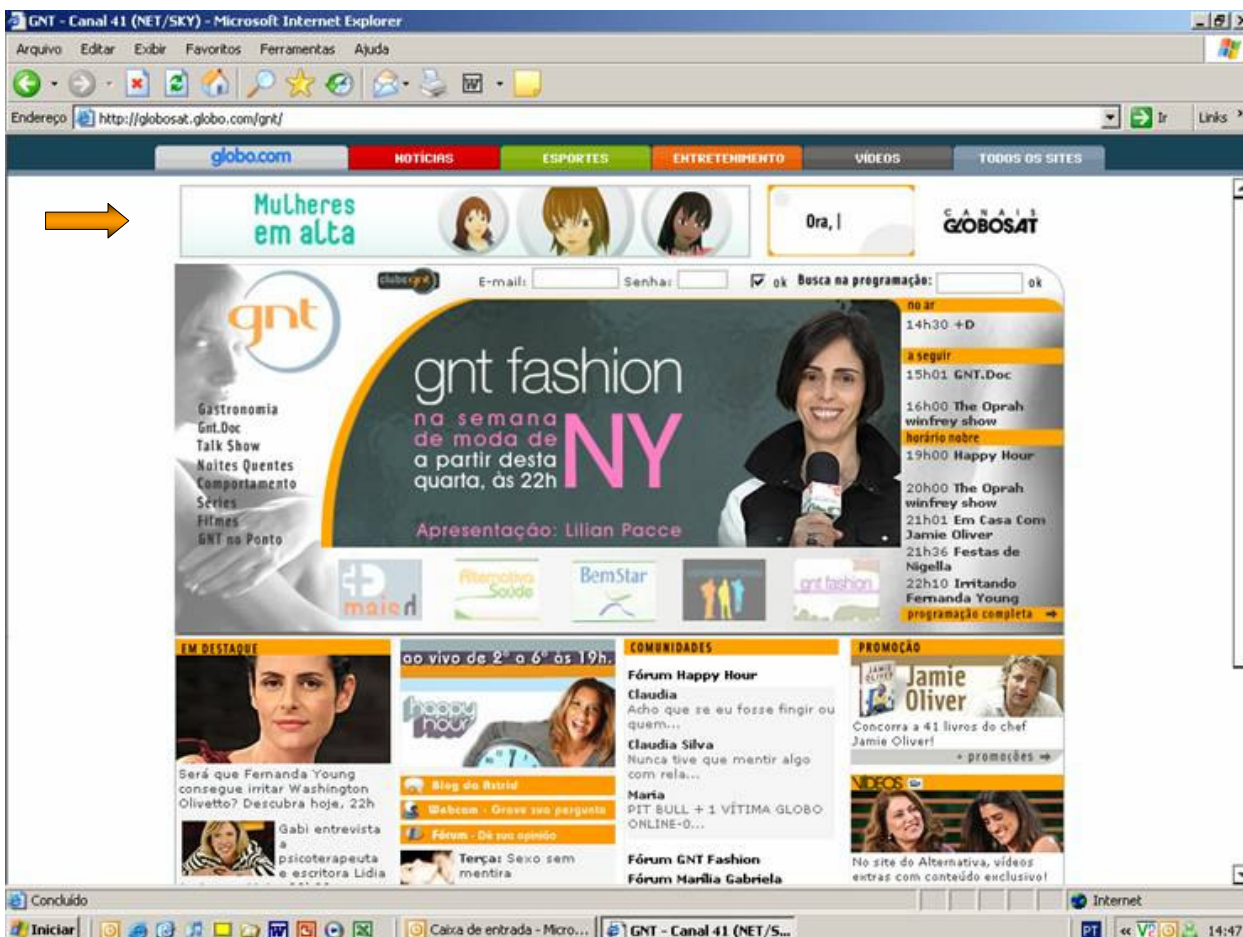 GNT - Canal 41 (NET/SKY) - Microsoft Internet Explorer
Arquivo Editar Exibir Favoritos Ferramentas Ajuda
Endereço http://globosat.globo.com/gnt/ Ir Links
globo.com NOTÍCIAS ESPORTES ENTRETENIMENTO VÍDEOS TODOS OS SITES
Mulheres
em alta
Ora, |
CANAIS
GLOBOSAT
E-mail: Senha: ok Busca na programação: ok
gnt
gnt fashion
na semana
de moda de
a partir desta
quarta, às 22h
NY
Apresentação: Lilian Pacce
Gastronomia
Gnt.Doc
Talk Show
Noites Quentes
Comportamento
Séries
Filmes
GNT no Ponto
no ar
14h30 +D
a seguir
15h01 GNT.Doc
16h00 The Oprah
winfrey show
horário nobre
19h00 Happy Hour
20h00 The Oprah
winfrey show
21h01 Em Casa Com
Jamie Oliver
21h36 Festas de
Nigella
22h10 Irritando
Fernanda Young
programação completa
mais d
Alternativa
Saúde
BemStar
gnt fashion
EM DESTAQUE
Será que Fernanda Young
consegue irritar Washington
Olivetto? Descubra hoje, 22h
Gabi entrevista
a
psicoterapeuta
e escritora Lidia
ao vivo de 2ª a 6ª às 19h.
happy
hour
Blog da Astrid
Webcam - Grave sua pergunta
Fórum - Dê sua opinião
Terça: Sexo sem
mentira
COMUNIDADES
Fórum Happy Hour
Claudia
Acho que se eu fosse fingir ou
quem...
Claudia Silva
Nunca tive que mentir algo
com rela...
Maria
PIT BULL + 1 VÍTIMA GLOBO
ONLINE-0...
Fórum GNT Fashion
Fórum Marília Gabriela
PROMOÇÃO
Jamie
Oliver
Concorra a 41 livros do chef
Jamie Oliver!
+ promoções
VÍDEOS
No site do Alternativa, vídeos
extras com conteúdo exclusivo!
Concluído Internet
Iniciar Caixa de entrada - Micro... GNT - Canal 41 (NET/S... PT 14:47